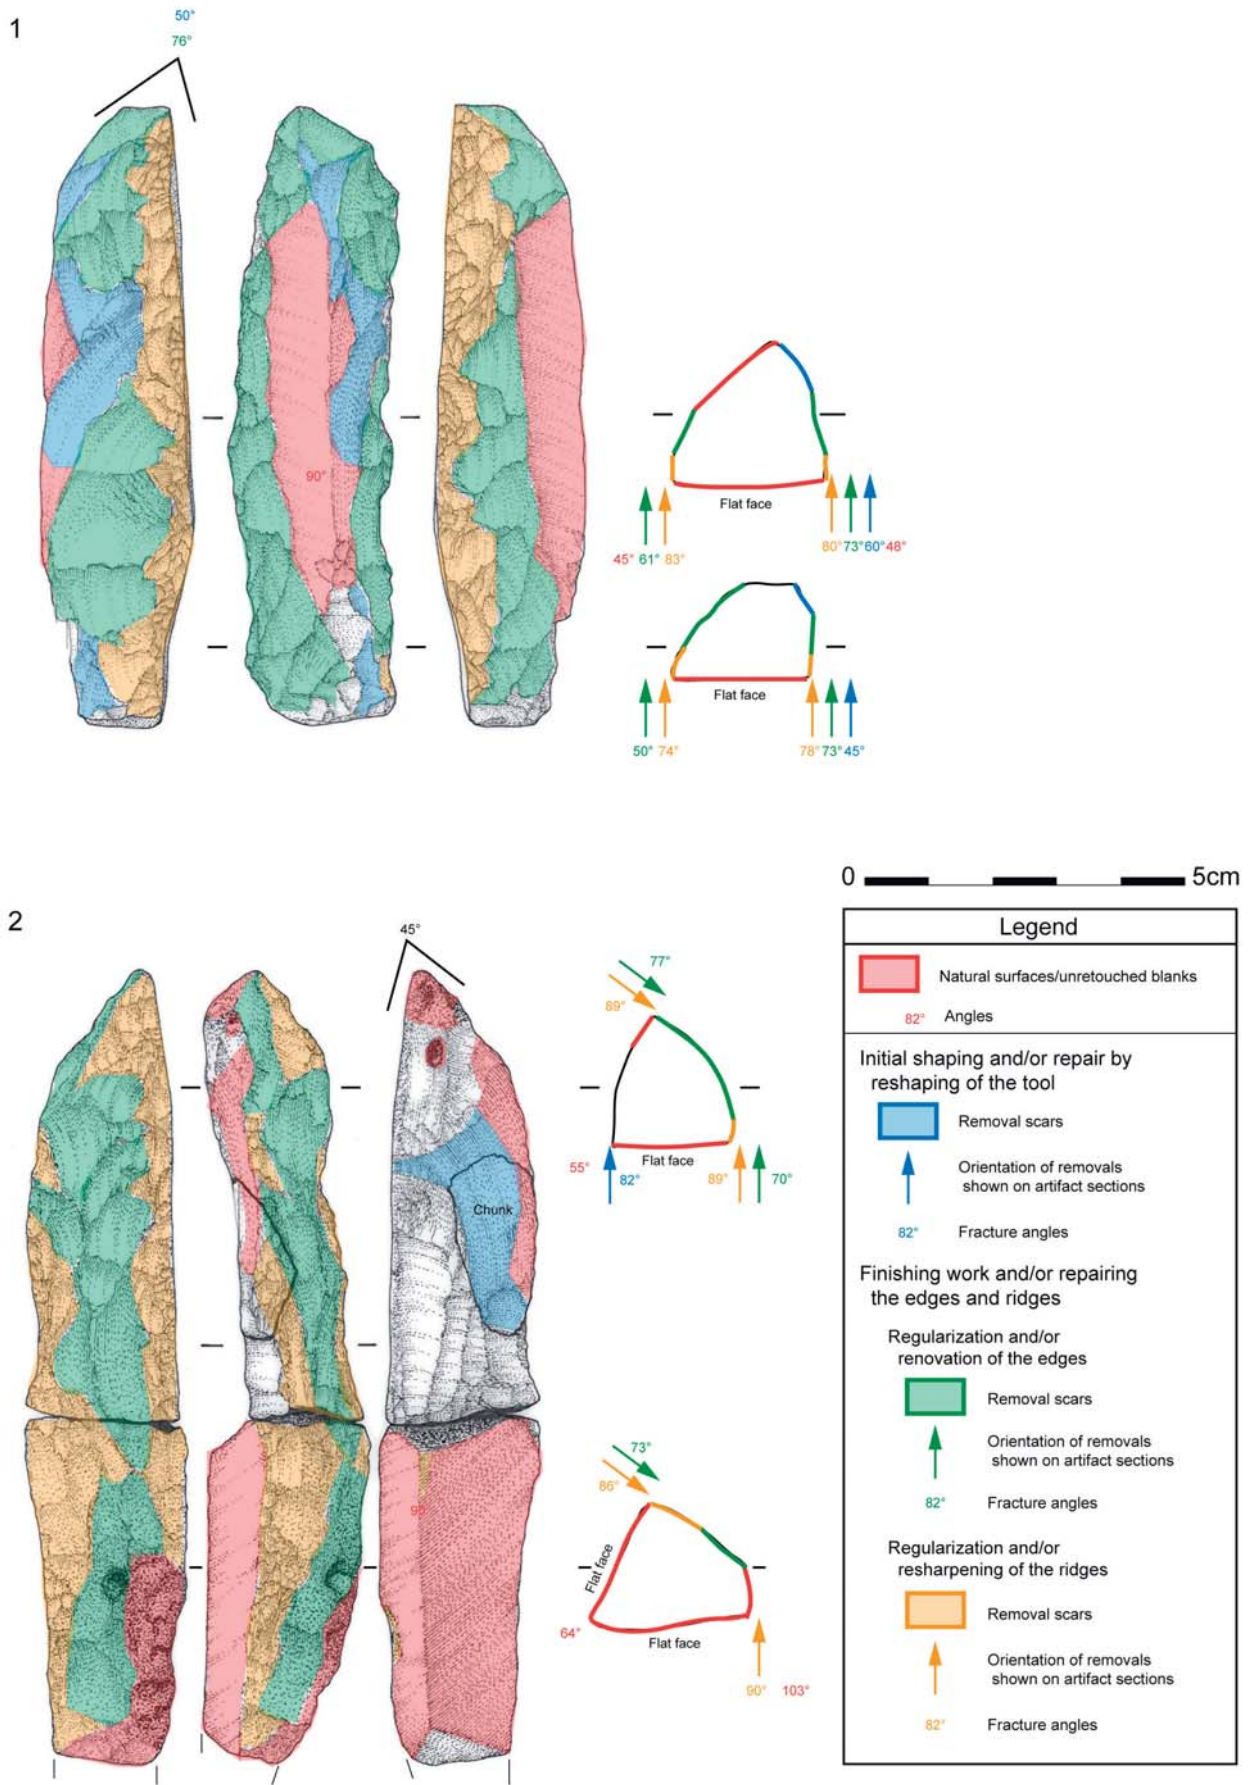 1
50°
76°
90°
Flat face
45° 61° 83° 80° 73° 60° 48°
Flat face
50° 74° 78° 73° 45°
0 5cm
2
45°
Chunk
77°
89°
Flat face
55° 82° 89° 70°
73°
86°
Flat face
64°
Flat face
90° 103°
Legend
Natural surfaces/unretouched blanks
82° Angles
Initial shaping and/or repair by
reshaping of the tool
Removal scars
Orientation of removals
shown on artifact sections
82° Fracture angles
Finishing work and/or repairing
the edges and ridges
Regularization and/or
renovation of the edges
Removal scars
Orientation of removals
shown on artifact sections
82° Fracture angles
Regularization and/or
resharpening of the ridges
Removal scars
Orientation of removals
shown on artifact sections
82° Fracture angles